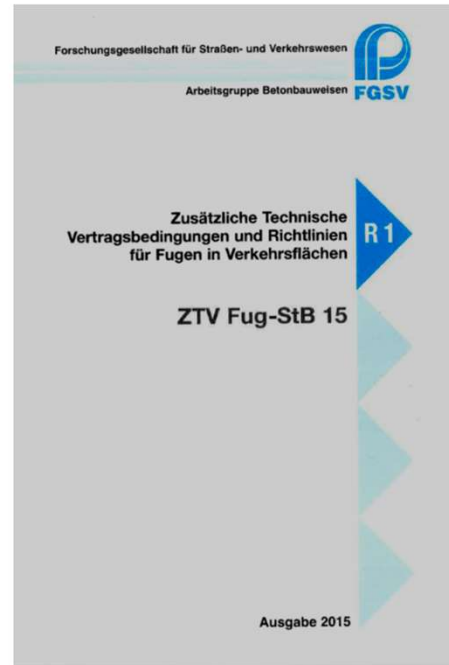 Forschungsgesellschaft für Straßen- und Verkehrswesen
Arbeitsgruppe Betonbauweisen
FGSV
Zusätzliche Technische
Vertragsbedingungen und Richtlinien
für Fugen in Verkehrsflächen
R 1
ZTV Fug-StB 15
Ausgabe 2015